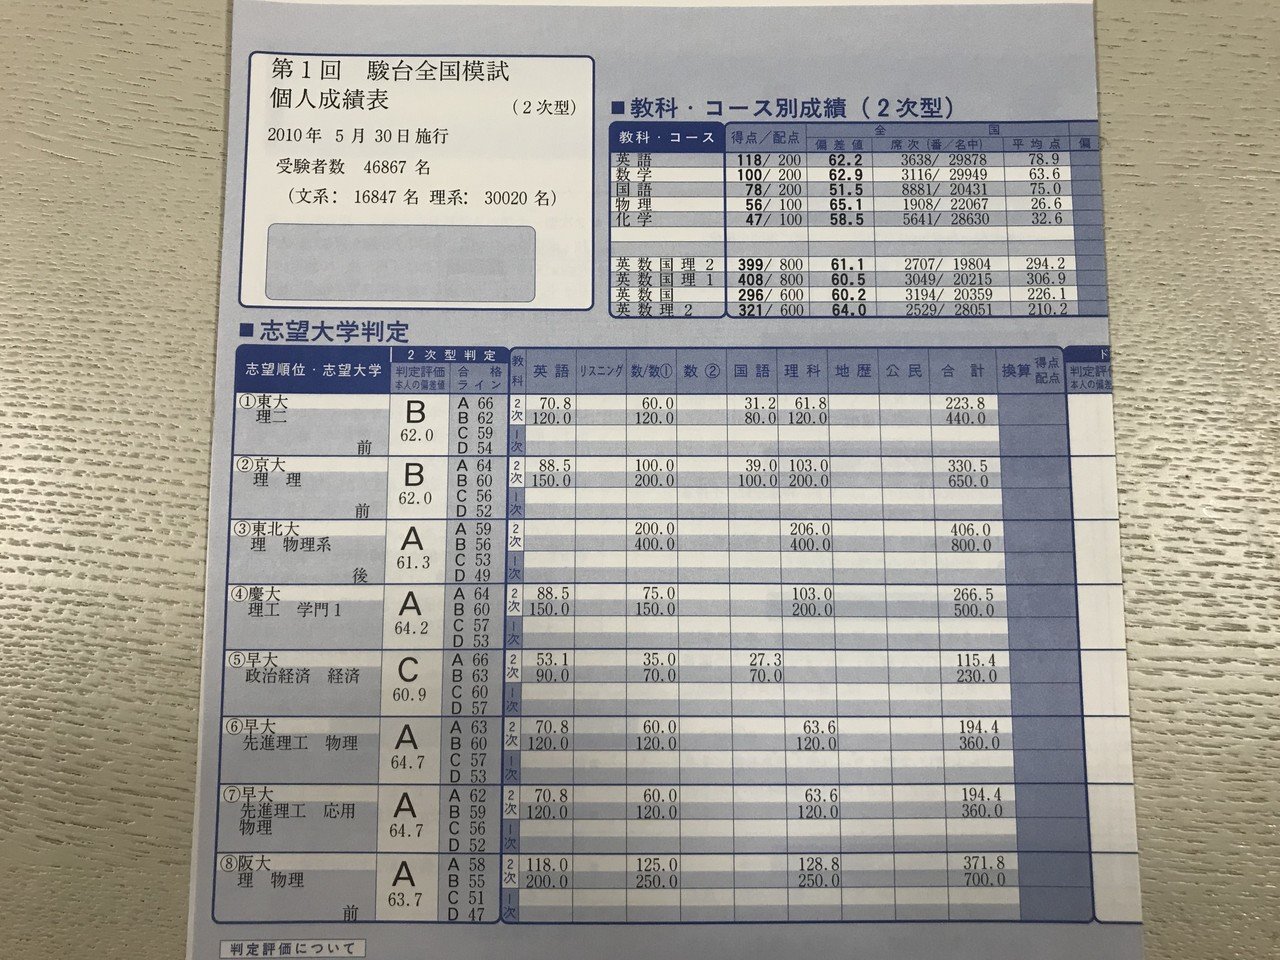 第1回 駿台全国模試
個人成績表 (2次型)
2010年 5月 30日施行
受験者数 46867 名
(文系: 16847 名 理系: 30020 名)
■教科・コース別成績(2次型)
教科・コース 得点/配点 全国
偏差値 席次(番/名中) 平均点 偏
英語 118/ 200 62.2 3638/ 29878 78.9
数学 100/ 200 62.9 3116/ 29949 63.6
国語 78/ 200 51.5 8881/ 20431 75.0
物理 56/ 100 65.1 1908/ 22067 26.6
化学 47/ 100 58.5 5641/ 28630 32.6
英数国理2 399/ 800 61.1 2707/ 19804 294.2
英数国理1 408/ 800 60.5 3049/ 20215 306.9
英数国 296/ 600 60.2 3194/ 20359 226.1
英数理2 321/ 600 64.0 2529/ 28051 210.2
■志望大学判定
志望順位・志望大学 2次型判定 教科 英語 リスニング 数/数① 数② 国語 理科 地歴 公民 合計 換算 得点 配点 ド
判定評価 本人の偏差値 合格ライン 判定評価 本人の偏差
①東大 B A 66 2次 70.8 60.0 31.2 61.8 223.8
理二 62.0 B 62 120.0 120.0 80.0 120.0 440.0
C 59 1次
前 D 54
②京大 B A 64 2次 88.5 100.0 39.0 103.0 330.5
理 理 62.0 B 60 150.0 200.0 100.0 200.0 650.0
C 56 1次
前 D 52
③東北大 A A 59 2次 200.0 206.0 406.0
理 物理系 61.3 B 56 400.0 400.0 800.0
C 53 1次
後 D 49
④慶大 A A 64 2次 88.5 75.0 103.0 266.5
理工 学門1 64.2 B 60 150.0 150.0 200.0 500.0
C 57 1次
D 53
⑤早大 C A 66 2次 53.1 35.0 27.3 115.4
政治経済 経済 60.9 B 63 90.0 70.0 70.0 230.0
C 60 1次
D 57
⑥早大 A A 63 2次 70.8 60.0 63.6 194.4
先進理工 物理 64.7 B 60 120.0 120.0 120.0 360.0
C 57 1次
D 53
⑦早大 A A 62 2次 70.8 60.0 63.6 194.4
先進理工 応用 64.7 B 59 120.0 120.0 120.0 360.0
物理 C 56 1次
D 52
⑧阪大 A A 58 2次 118.0 125.0 128.8 371.8
理 物理 63.7 B 55 200.0 250.0 250.0 700.0
C 51 1次
前 D 47
判定評価について